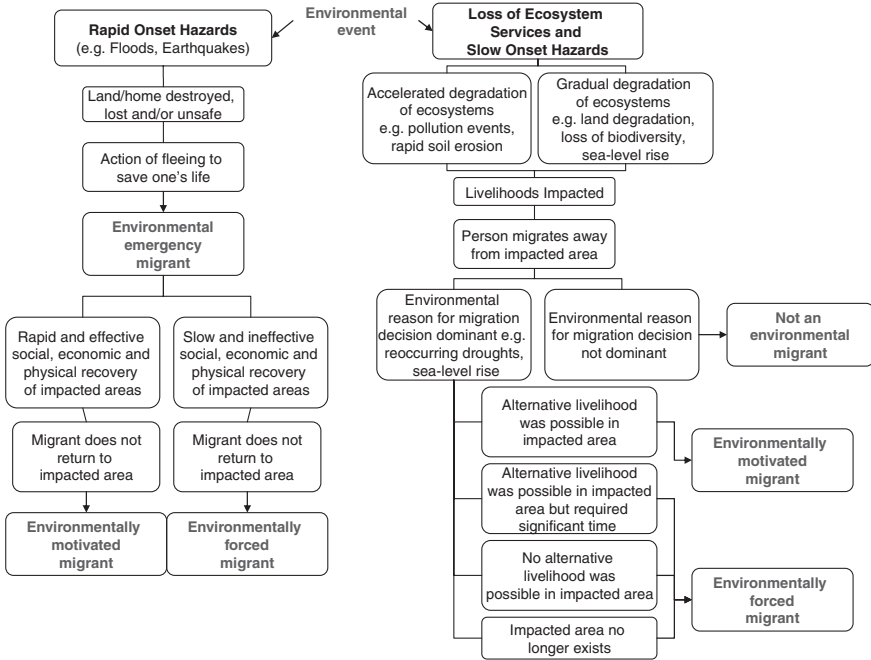 Environmental
event
Rapid Onset Hazards
(e.g. Floods, Earthquakes)
Land/home destroyed,
lost and/or unsafe
Action of fleeing to
save one's life
Environmental
emergency
migrant
Rapid and effective
social, economic and
physical recovery
of impacted areas
Slow and ineffective
social, economic and
physical recovery
of impacted areas
Migrant does not
return to
impacted area
Migrant does not
return to
impacted area
Environmentally
motivated
migrant
Environmentally
forced
migrant
Loss of Ecosystem
Services and
Slow Onset Hazards
Accelerated degradation
of ecosystems
e.g. pollution events,
rapid soil erosion
Gradual degradation
of ecosystems
e.g. land degradation,
loss of biodiversity,
sea-level rise
Livelihoods Impacted
Person migrates away
from impacted area
Environmental
reason for migration
decision dominant e.g.
reoccurring droughts,
sea-level rise
Environmental reason
for migration decision
not dominant
Not an
environmental
migrant
Alternative livelihood
was possible in
impacted area
Environmentally
motivated
migrant
Alternative livelihood
was possible in impacted
area but required
significant time
No alternative
livelihood was
possible in impacted area
Impacted area no
longer exists
Environmentally
forced
migrant